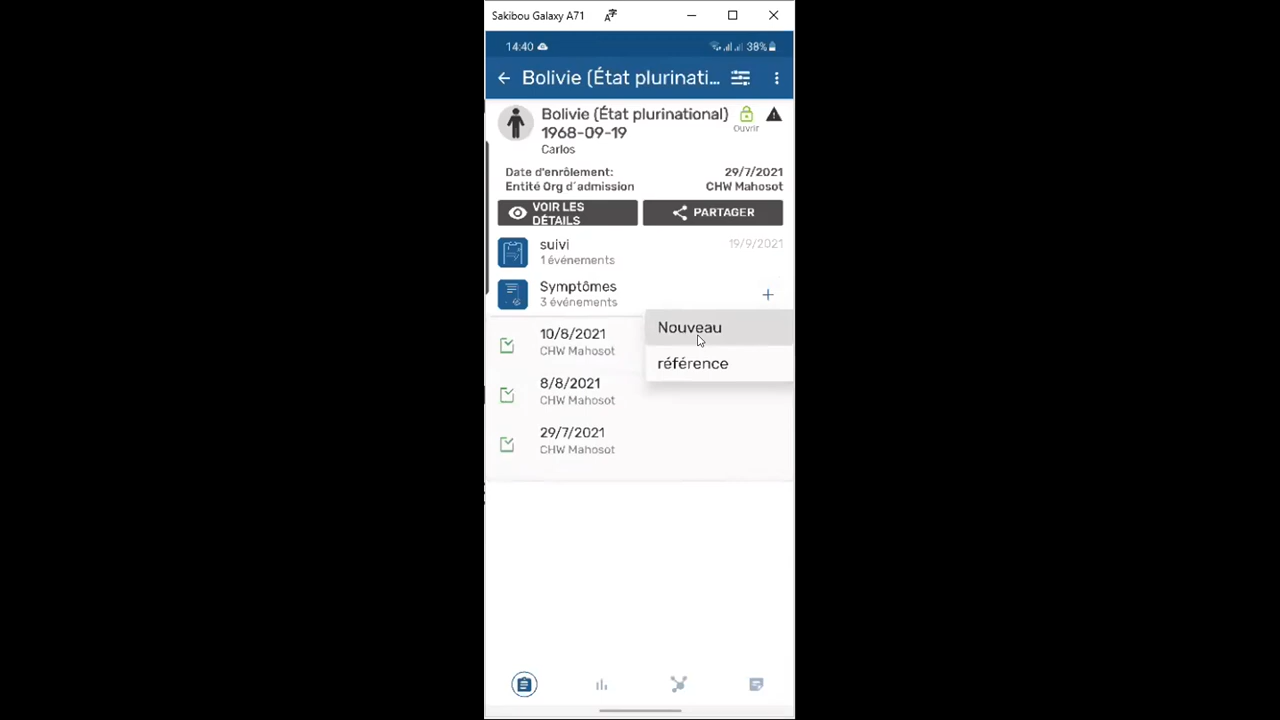 Sakibou Galaxy A71
14:40
38%
Bolivie (État plurinati...
Bolivie (État plurinational)
1968-09-19
Ouvrir
Carlos
Date d'enrôlement: 29/7/2021
Entité Org d'admission CHW Mahosot
VOIR LES
DÉTAILS
PARTAGER
suivi 19/9/2021
1 événements
Symptômes
3 événements
Nouveau
référence
10/8/2021
CHW Mahosot
8/8/2021
CHW Mahosot
29/7/2021
CHW Mahosot